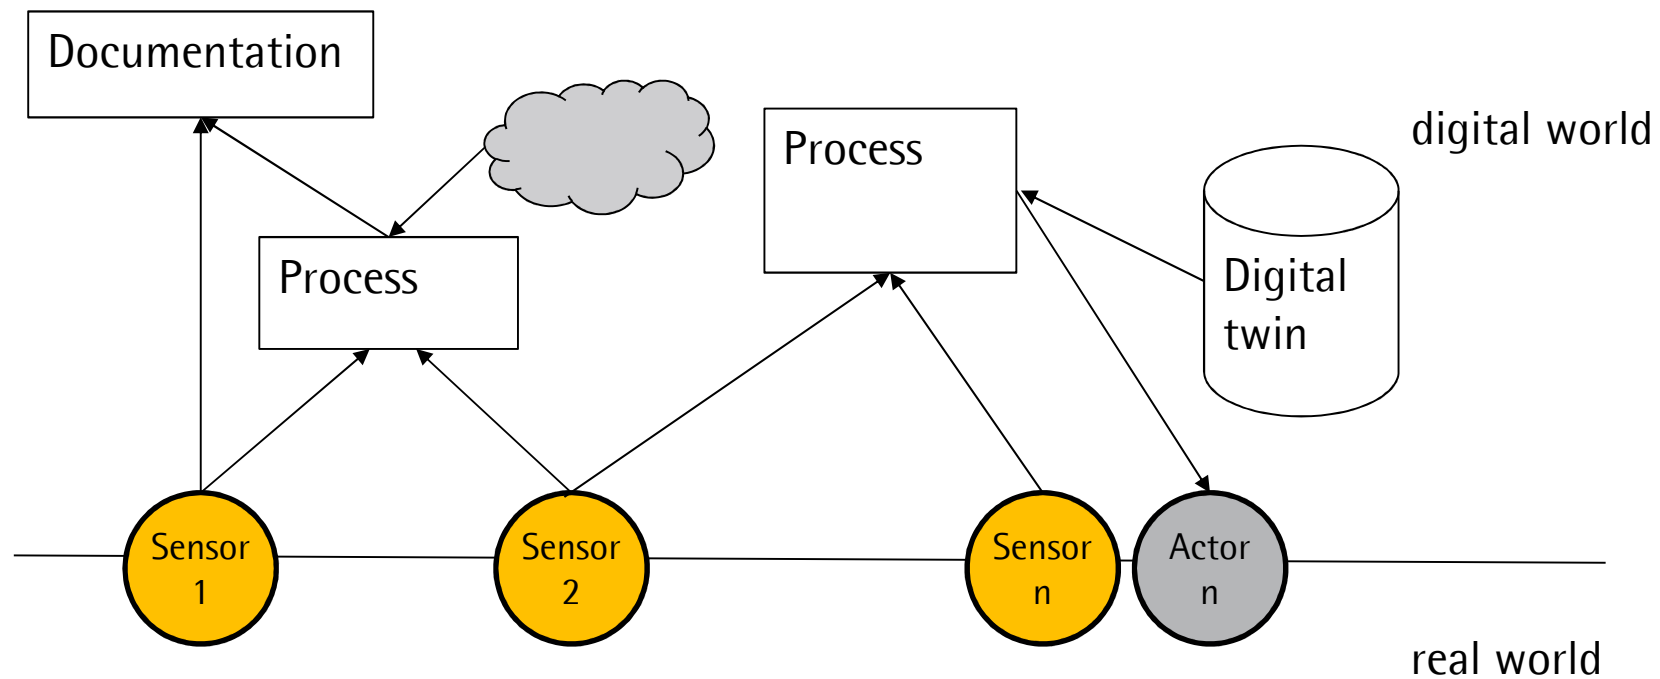 Documentation
digital world
Process
Process
Digital
twin
Sensor
1
Sensor
2
Sensor
n
Actor
n
real world